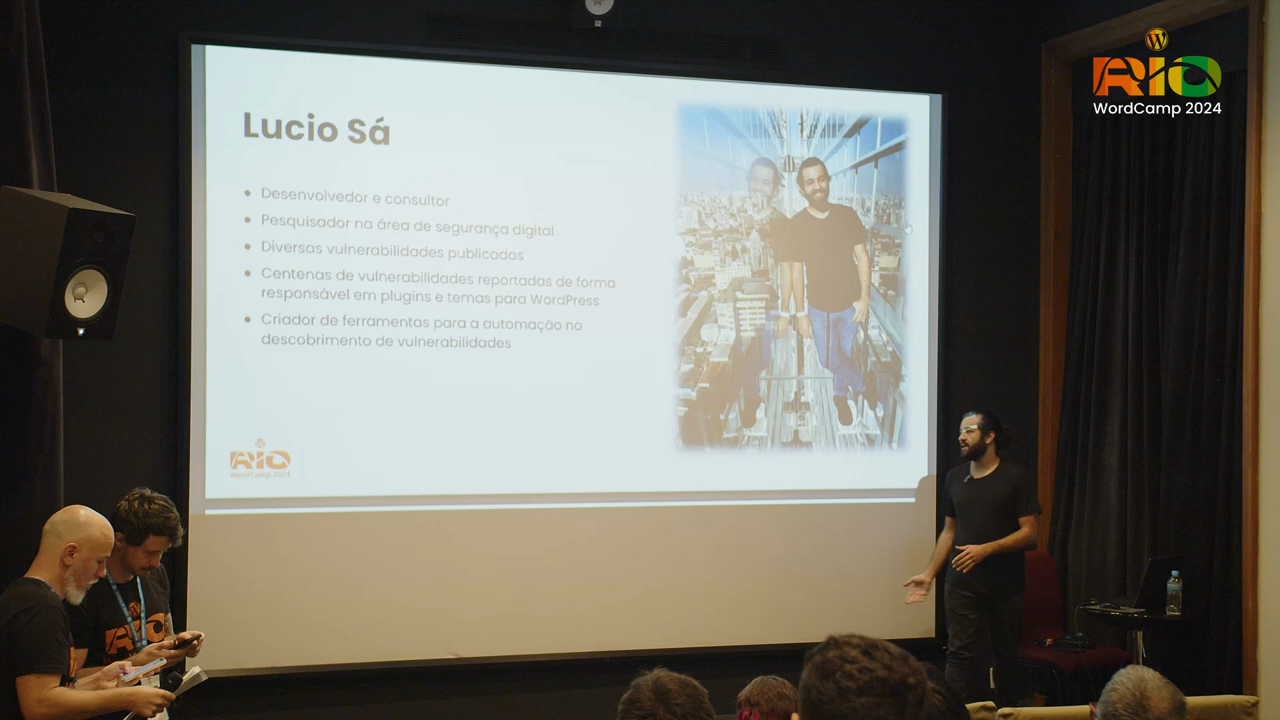 RIO
WordCamp 2024
Lucio Sá
Desenvolvedor e consultor
Pesquisador na área de segurança digital
Diversas vulnerabilidades publicadas
Centenas de vulnerabilidades reportadas de forma
responsável em plugins e temas para WordPress
Criador de ferramentas para a automação no
descobrimento de vulnerabilidades
RIO
WordCamp 2024